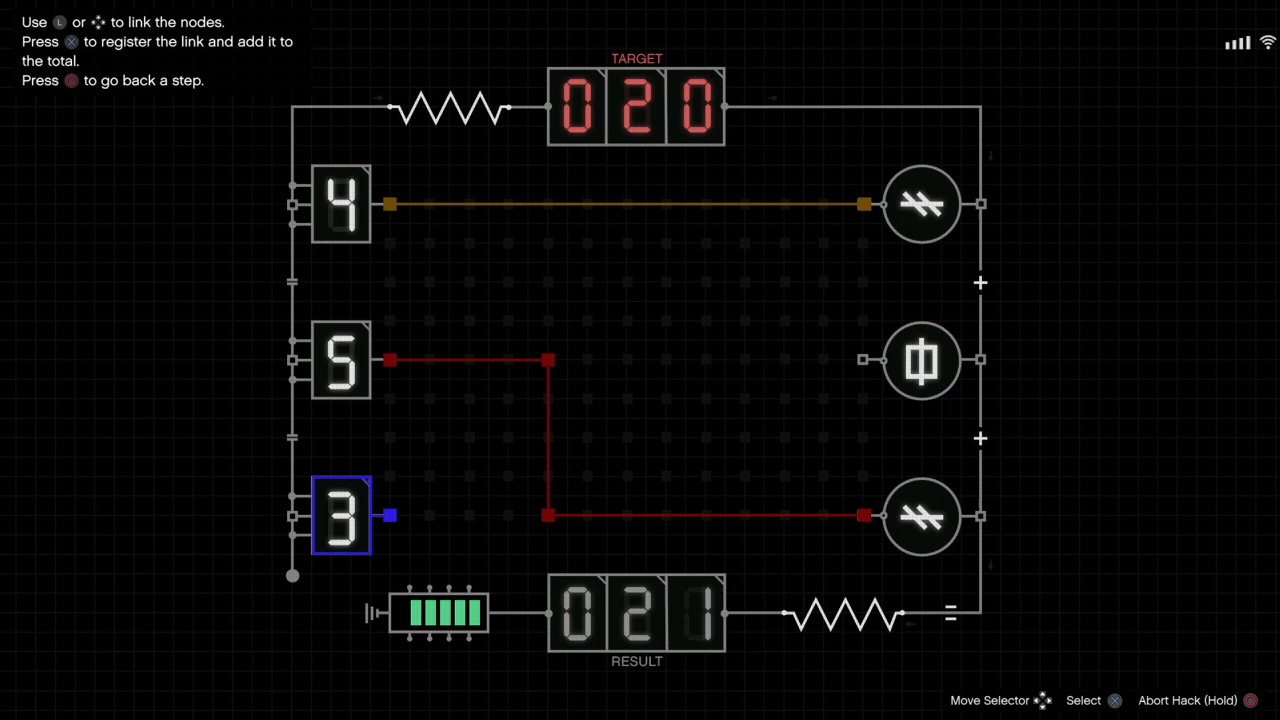 Use L or to link the nodes.
Press to register the link and add it to
the total.
Press to go back a step.
TARGET
020
4
+
5
中
+
3
=
021
RESULT
Move Selector Select Abort Hack (Hold)